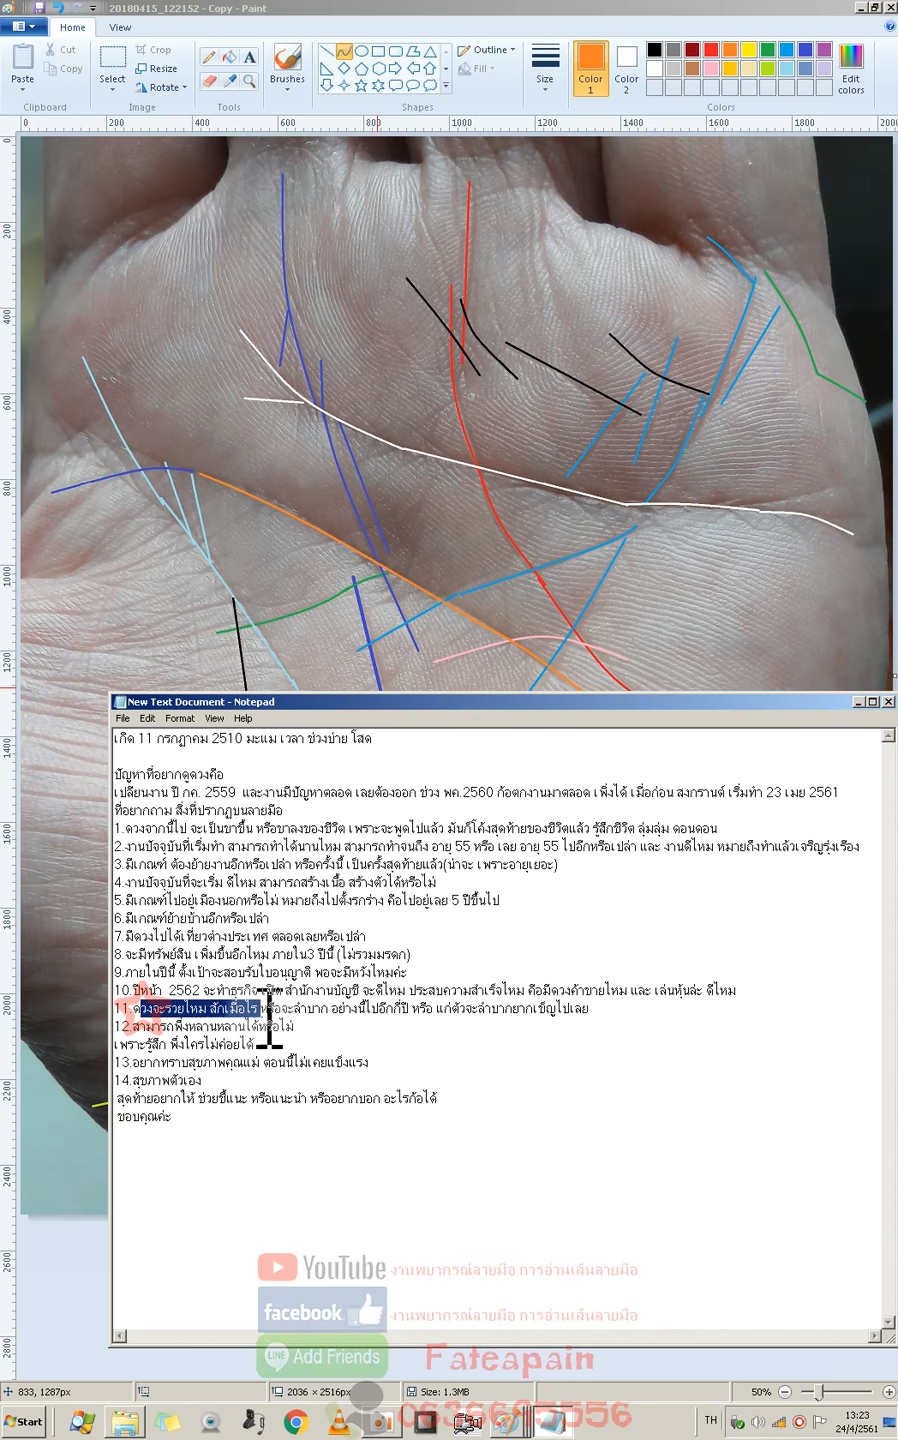 20180415_122152 - Copy - Paint
Home View
Cut
Copy
Paste
Clipboard
Crop
Resize
Rotate
Select
Image
Tools
Brushes
Outline
Fill
Shapes
Size
Color 1
Color 2
Edit colors
Colors
0 200 400 600 800 1000 1200 1400 1600 1800 2000
0
200
400
600
800
1000
1200
1400
1600
1800
2000
2200
2400
2600
2800
New Text Document - Notepad
File Edit Format View Help
เกิด 11 กรกฎาคม 2510 มะแม เวลา ช่วงบ่าย โสด
ปัญหาที่อยากดูดวงคือ
เปลี่ยนงาน ปี กค. 2559 และงานมีปัญหาตลอด เลยต้องออก ช่วง พค.2560 ก้อตกงานมาตลอด เพิ่งได้ เมื่อก่อน สงกรานต์ เริ่มทำ 23 เมย 2561
ที่อยากถาม สิ่งที่ปรากฏบนลายมือ
1.ดวงจากนี้ไป จะเป็นขาขึ้น หรือขาลงของชีวิต เพราะจะพูดไปแล้ว มันก้โค้งสุดท้ายของชีวิตแล้ว รู้สึกชีวิต ลุ่มลุ่ม ดอนดอน
2.งานปัจจุบันที่เริ่มทำ สามารถทำได้นานไหม สามารถทำจนถึง อายุ 55 หรือ เลย อายุ 55 ไปอีกหรือเปล่า และ งานดีไหม หมายถึงทำแล้วเจริญรุ่งเรือง
3.มีเกณฑ์ ต้องย้ายงานอีกหรือเปล่า หรือครั้งนี้ เป็นครั้งสุดท้ายแล้ว(น่าจะ เพราะอายุเยอะ)
4.งานปัจจุบันที่จะเริ่ม ดีไหม สามารถสร้างเนื้อ สร้างตัวได้หรือไม่
5.มีเกณฑ์ไปอยู่เมืองนอกหรือไม่ หมายถึงไปตั้งรกราง คือไปอยู่เลย 5 ปีขึ้นไป
6.มีเกณฑ์ย้ายบ้านอีกหรือเปล่า
7.มีดวงไปได้เที่ยวต่างประเทศ ตลอดเลยหรือเปล่า
8.จะมีทรัพย์สิน เพิ่มขึ้นอีกไหม ภายใน3 ปีนี้ (ไม่รวมมรดก)
9.ภายในปีนี้ ตั้งเป้าจะสอบรับใบอนุญาติ พอจะมีหวังไหมค่ะ
10.ปีหน้า 2562 จะทำธุรกิจ สำนักงานบัญชี จะดีไหม ประสบความสำเร็จไหม คือมีดวงค้าขายไหม และ เล่นหุ้นล่ะ ดีไหม
11.ดวงจะรวยไหม สักเมื่อไร หรือจะลำบาก อย่างนี้ไปอีกกี่ปี หรือ แก่ตัวจะลำบากยากเข็ญไปเลย
12.สามารถพึ่งหลานหลานได้หรือไม่
เพราะรู้สึก พึ่งใครไม่ค่อยได้
13.อยากทราบสุขภาพคุณแม่ ตอนนี้ไม่เคยแข็งแรง
14.สุขภาพตัวเอง
สุดท้ายอยากให้ ช่วยชี้แนะ หรือแนะนำ หรืออยากบอก อะไรก้อได้
ขอบคุณค่ะ
YouTube งานพยากรณ์ลายมือ การอ่านเส้นลายมือ
facebook งานพยากรณ์ลายมือ การอ่านเส้นลายมือ
LINE Add Friends Fateapain
833, 1287px 2036 × 2516px Size: 1.3MB 50%
Start TH 13:23
24/4/2561